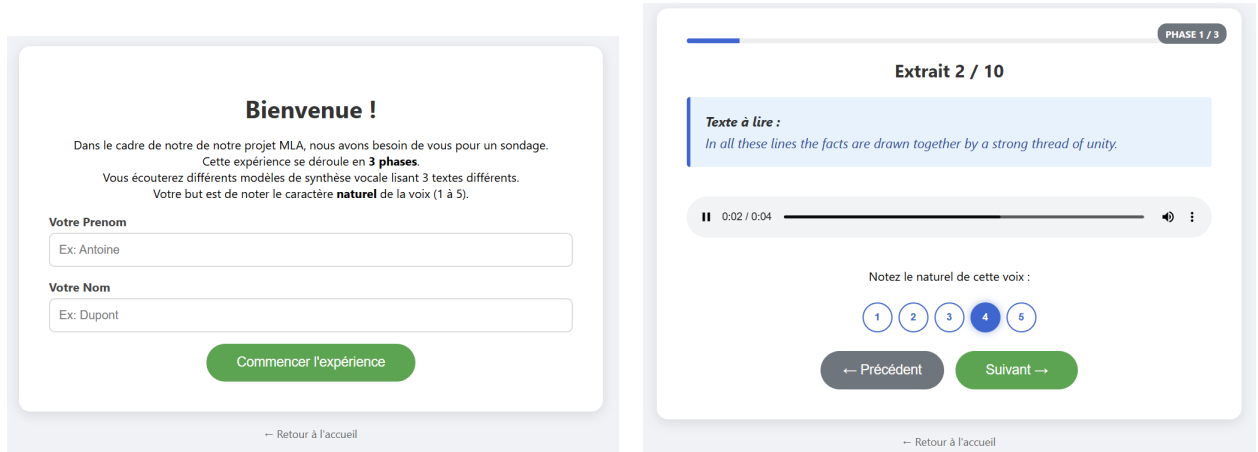 Bienvenue !
Dans le cadre de notre de notre projet MLA, nous avons besoin de vous pour un sondage.
Cette expérience se déroule en 3 phases.
Vous écouterez différents modèles de synthèse vocale lisant 3 textes différents.
Votre but est de noter le caractère naturel de la voix (1 à 5).
Votre Prenom
Ex: Antoine
Votre Nom
Ex: Dupont
Commencer l'expérience
← Retour à l'accueil
PHASE 1 / 3
Extrait 2 / 10
Texte à lire :
In all these lines the facts are drawn together by a strong thread of unity.
0:02 / 0:04
Notez le naturel de cette voix :
1 2 3 4 5
← Précédent Suivant →
← Retour à l'accueil